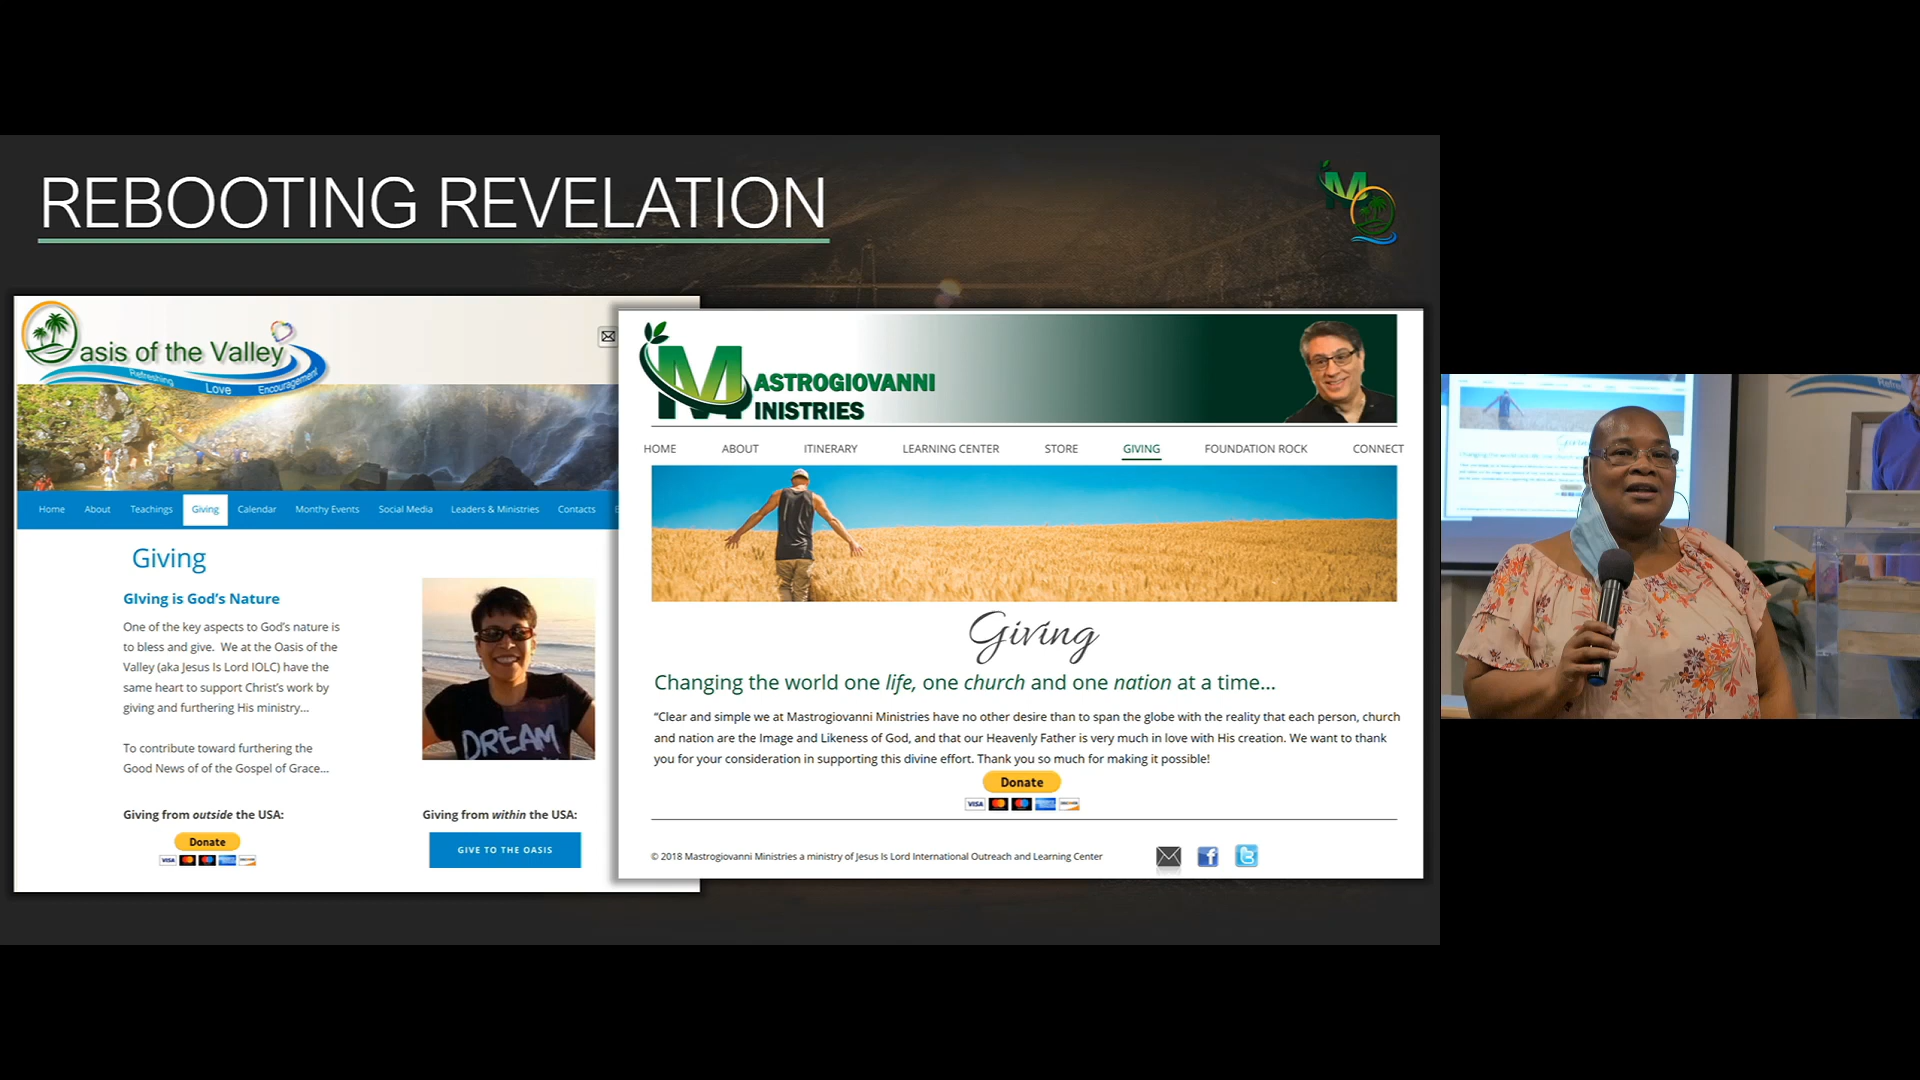 REBOOTING REVELATION
Oasis of the Valley
Refreshing Love Encouragement
Home About Teachings Giving Calendar Monthy Events Social Media Leaders & Ministries Contacts
Giving
GIving is God's Nature
One of the key aspects to God's nature is
to bless and give. We at the Oasis of the
Valley (aka Jesus Is Lord IOLC) have the
same heart to support Christ's work by
giving and furthering His ministry...
To contribute toward furthering the
Good News of of the Gospel of Grace...
DREAM
Giving from outside the USA:
Donate
VISA
Giving from within the USA:
GIVE TO THE OASIS
MASTROGIOVANNI
MINISTRIES
HOME ABOUT ITINERARY LEARNING CENTER STORE GIVING FOUNDATION ROCK CONNECT
Giving
Changing the world one life, one church and one nation at a time...
“Clear and simple we at Mastrogiovanni Ministries have no other desire than to span the globe with the reality that each person, church
and nation are the Image and Likeness of God, and that our Heavenly Father is very much in love with His creation. We want to thank
you for your consideration in supporting this divine effort. Thank you so much for making it possible!
Donate
VISA
© 2018 Mastrogiovanni Ministries a ministry of Jesus Is Lord International Outreach and Learning Center